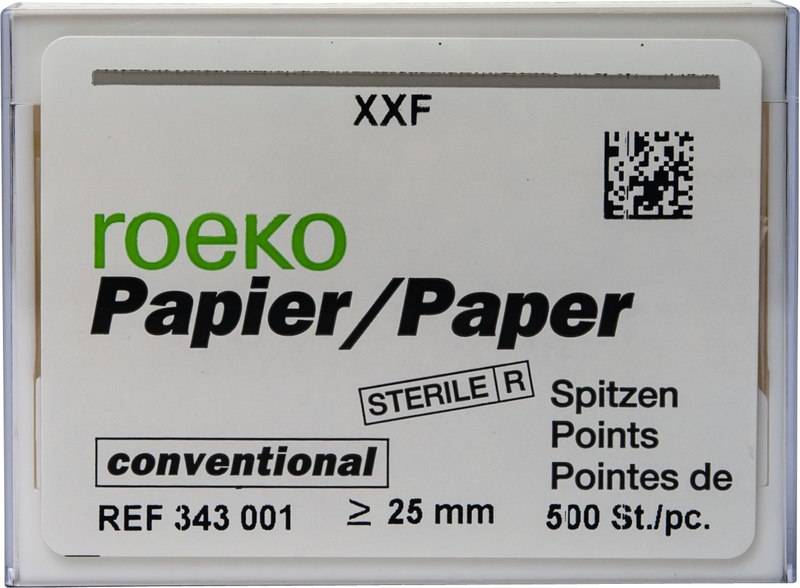 XXF
roeko
Papier/Paper
STERILE R
Spitzen
Points
Pointes de
conventional
REF 343 001
≥ 25 mm
500 St./pc.